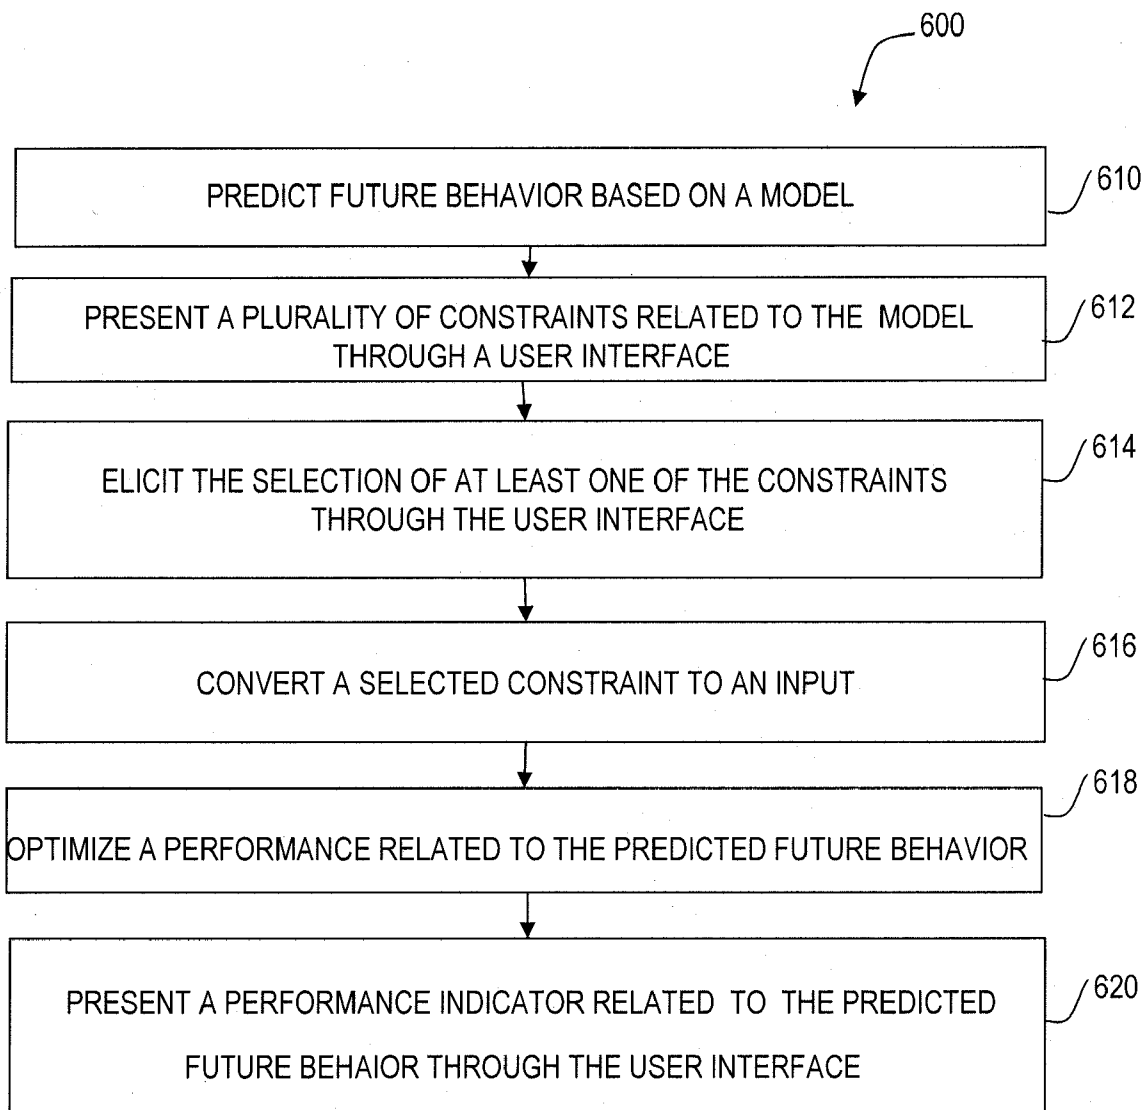 600
PREDICT FUTURE BEHAVIOR BASED ON A MODEL
610
PRESENT A PLURALITY OF CONSTRAINTS RELATED TO THE MODEL
THROUGH A USER INTERFACE
612
ELICIT THE SELECTION OF AT LEAST ONE OF THE CONSTRAINTS
THROUGH THE USER INTERFACE
614
CONVERT A SELECTED CONSTRAINT TO AN INPUT
616
OPTIMIZE A PERFORMANCE RELATED TO THE PREDICTED FUTURE BEHAVIOR
618
PRESENT A PERFORMANCE INDICATOR RELATED TO THE PREDICTED
FUTURE BEHAIOR THROUGH THE USER INTERFACE
620